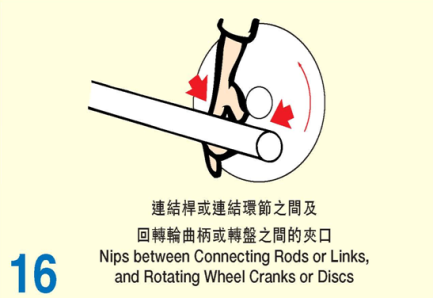 連結桿或連結環節之間及
回轉輪曲柄或轉盤之間的夾口
Nips between Connecting Rods or Links,
and Rotating Wheel Cranks or Discs
16